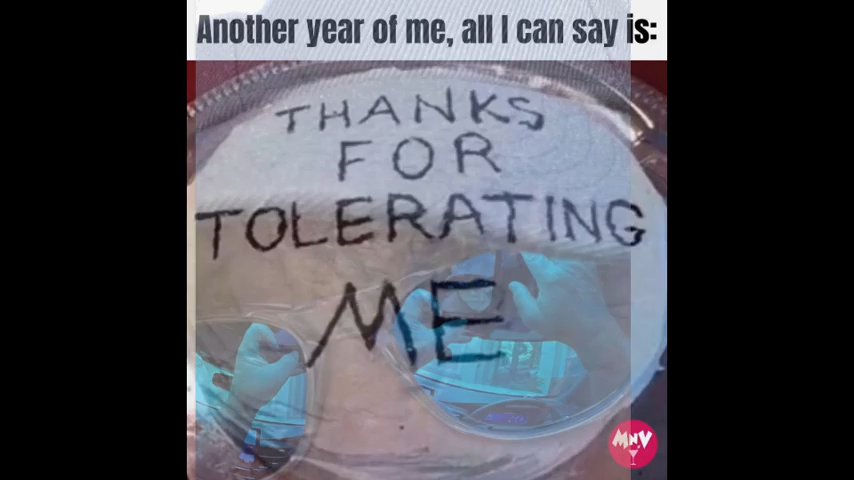 Another year of me, all I can say is:
THANKS
FOR
TOLERATING
ME
MNV